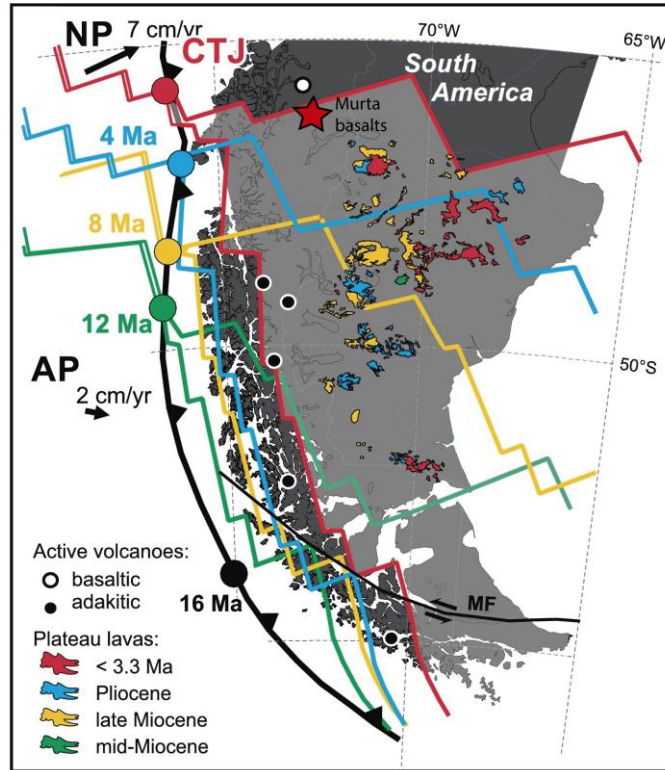 NP
7 cm/yr
CTJ
70°W
65°W
South
America
Murta
basalts
4 Ma
8 Ma
12 Ma
AP
2 cm/yr
50°S
16 Ma
MF
Active volcanoes:
basaltic
adakitic
Plateau lavas:
< 3.3 Ma
Pliocene
late Miocene
mid-Miocene